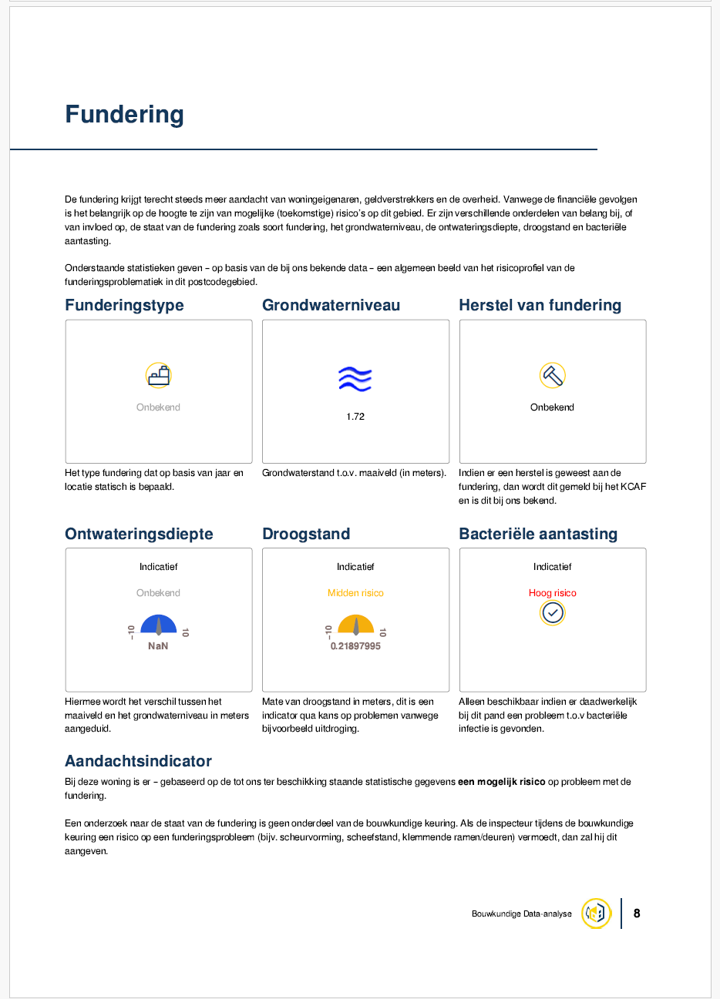 Fundering
De fundering krijgt terecht steeds meer aandacht van woningeigenaren, geldverstrekkers en de overheid. Vanwege de financiële gevolgen
is het belangrijk op de hoogte te zijn van mogelijke (toekomstige) risico's op dit gebied. Er zijn verschillende onderdelen van belang bij, of
van invloed op, de staat van de fundering zoals soort fundering, het grondwaterniveau, de ontwateringsdiepte, droogstand en bacteriële
aantasting.
Onderstaande statistieken geven – op basis van de bij ons bekende data – een algemeen beeld van het risicoprofiel van de
funderingsproblematiek in dit postcodegebied.
Funderingstype
Onbekend
Het type fundering dat op basis van jaar en
locatie statisch is bepaald.
Grondwaterniveau
1.72
Grondwaterstand t.o.v. maaiveld (in meters).
Herstel van fundering
Onbekend
Indien er een herstel is geweest aan de
fundering, dan wordt dit gemeld bij het KCAF
en is dit bij ons bekend.
Ontwateringsdiepte
Indicatief
Onbekend
−10 10
NaN
Hiermee wordt het verschil tussen het
maaiveld en het grondwaterniveau in meters
aangeduid.
Droogstand
Indicatief
Midden risico
−10 10
0.21897995
Mate van droogstand in meters, dit is een
indicator qua kans op problemen vanwege
bijvoorbeeld uitdroging.
Bacteriële aantasting
Indicatief
Hoog risico
Alleen beschikbaar indien er daadwerkelijk
bij dit pand een probleem t.o.v bacteriële
infectie is gevonden.
Aandachtsindicator
Bij deze woning is er – gebaseerd op de tot ons ter beschikking staande statistische gegevens een mogelijk risico op probleem met de
fundering.
Een onderzoek naar de staat van de fundering is geen onderdeel van de bouwkundige keuring. Als de inspecteur tijdens de bouwkundige
keuring een risico op een funderingsprobleem (bijv. scheurvorming, scheefstand, klemmende ramen/deuren) vermoedt, dan zal hij dit
aangeven.
Bouwkundige Data-analyse 8